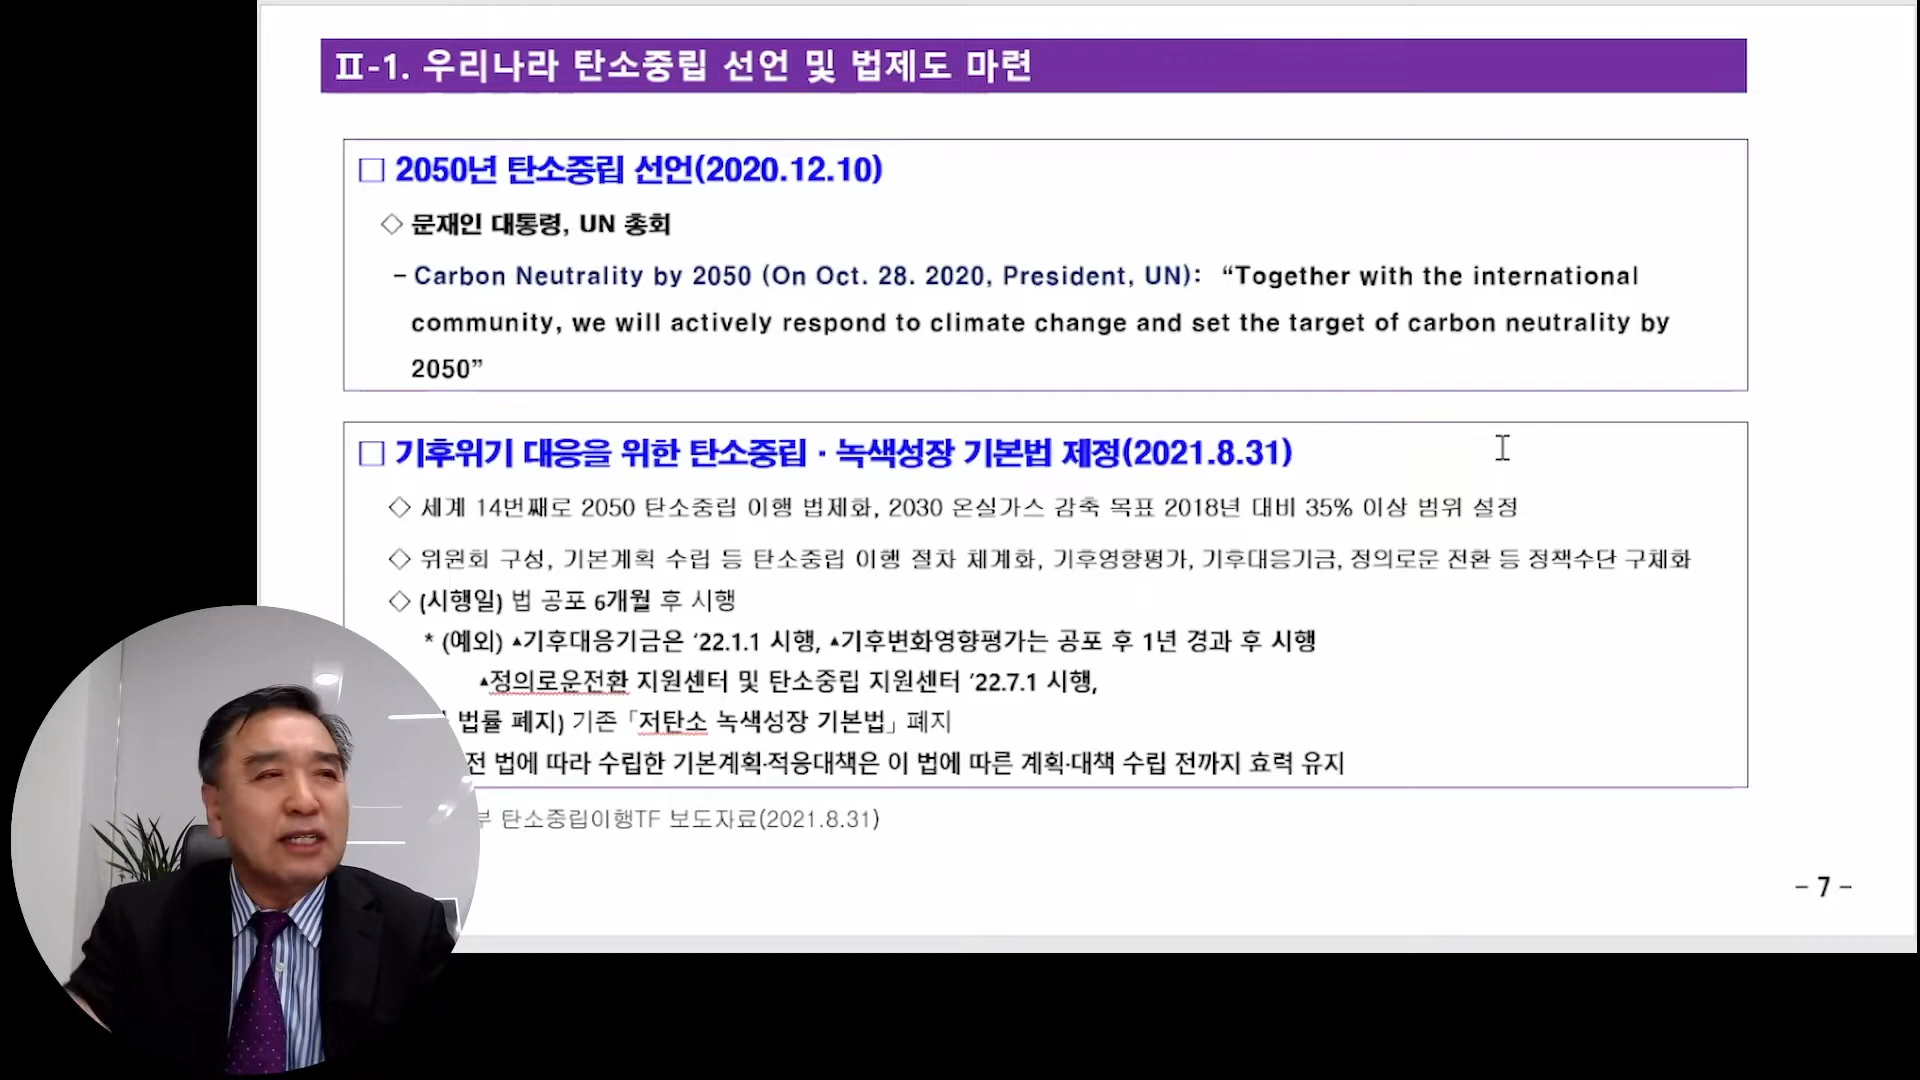 Ⅱ-1. 우리나라 탄소중립 선언 및 법제도 마련
□ 2050년 탄소중립 선언(2020.12.10)
◇ 문재인 대통령, UN 총회
– Carbon Neutrality by 2050 (On Oct. 28. 2020, President, UN): “Together with the international
community, we will actively respond to climate change and set the target of carbon neutrality by
2050”
□ 기후위기 대응을 위한 탄소중립 · 녹색성장 기본법 제정(2021.8.31)
◇ 세계 14번째로 2050 탄소중립 이행 법제화, 2030 온실가스 감축 목표 2018년 대비 35% 이상 범위 설정
◇ 위원회 구성, 기본계획 수립 등 탄소중립 이행 절차 체계화, 기후영향평가, 기후대응기금, 정의로운 전환 등 정책수단 구체화
◇ (시행일) 법 공포 6개월 후 시행
* (예외) ▴기후대응기금은 ‘22.1.1 시행, ▴기후변화영향평가는 공포 후 1년 경과 후 시행
▴정의로운전환 지원센터 및 탄소중립 지원센터 ’22.7.1 시행,
법률 폐지) 기존 「저탄소 녹색성장 기본법」 폐지
전 법에 따라 수립한 기본계획·적응대책은 이 법에 따른 계획·대책 수립 전까지 효력 유지
부 탄소중립이행TF 보도자료(2021.8.31)
– 7 –